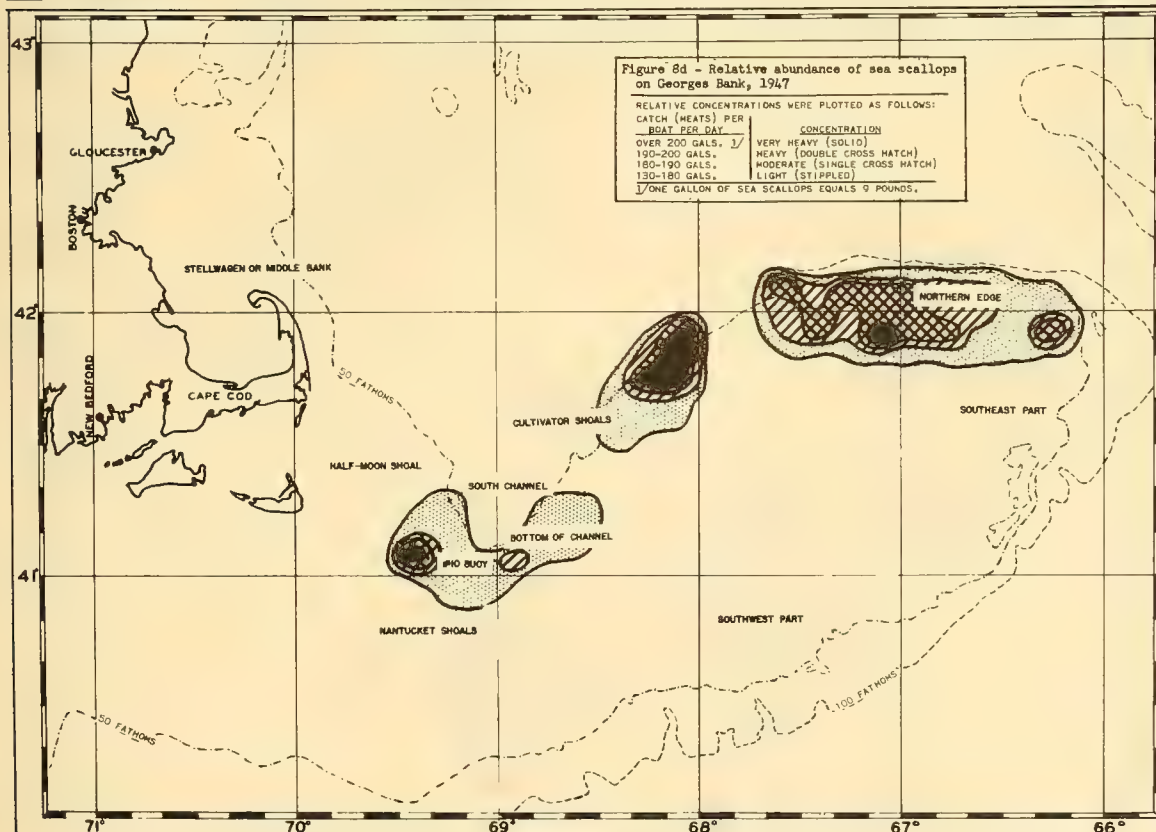 43°
Figure 8d - Relative abundance of sea scallops
on Georges Bank, 1947
RELATIVE CONCENTRATIONS WERE PLOTTED AS FOLLOWS:
CATCH (MEATS) PER
BOAT PER DAY CONCENTRATION
OVER 200 GALS. 1/ VERY HEAVY (SOLID)
190-200 GALS. HEAVY (DOUBLE CROSS HATCH)
180-190 GALS. MODERATE (SINGLE CROSS HATCH)
130-180 GALS. LIGHT (STIPPLED)
1/ONE GALLON OF SEA SCALLOPS EQUALS 9 POUNDS.
GLOUCESTER
BOSTON
STELLWAGEN OR MIDDLE BANK
42°
NORTHERN EDGE
50 FATHOMS
NEW BEDFORD
CAPE COD
CULTIVATOR SHOALS
SOUTHEAST PART
HALF-MOON SHOAL
SOUTH CHANNEL
BOTTOM OF CHANNEL
BUOY
41°
NANTUCKET SHOALS
SOUTHWEST PART
100 FATHOMS
50 FATHOMS
71° 70° 69° 68° 67° 66°